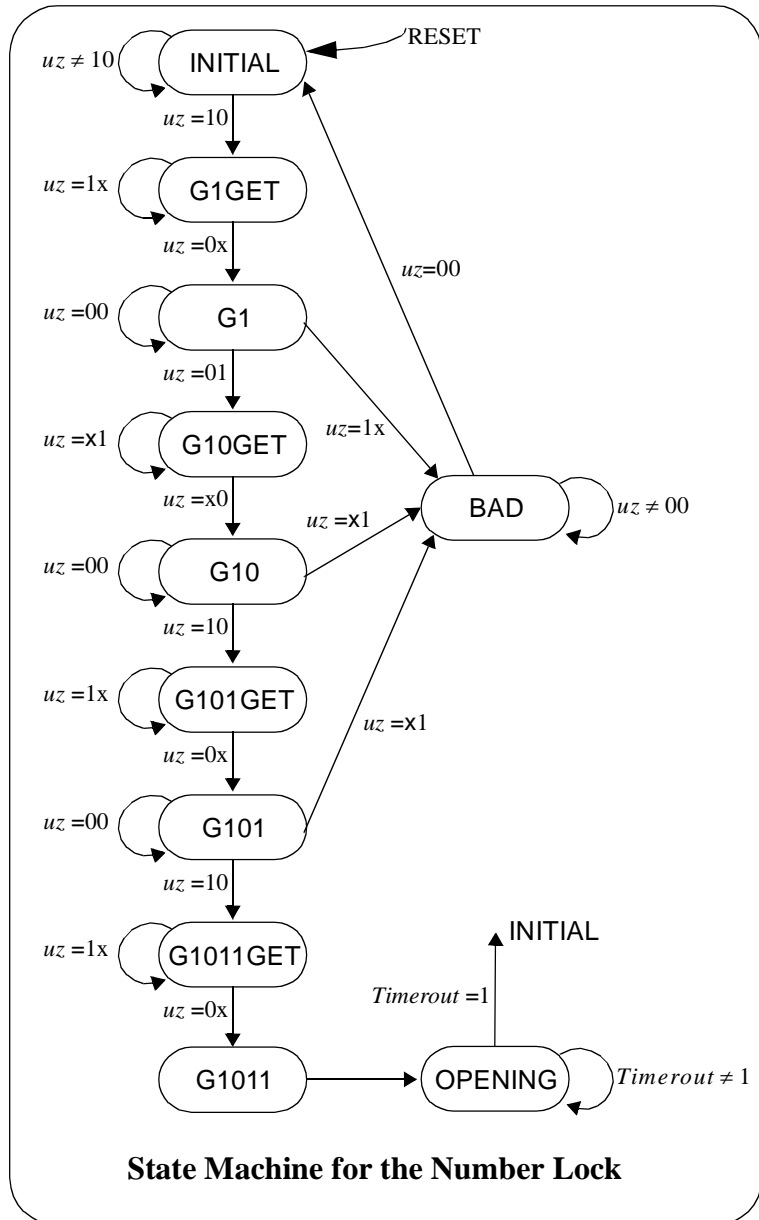 RESET
uz ≠ 10
INITIAL
uz =10
uz =1x
G1GET
uz =0x
uz=00
uz =00
G1
uz =01
uz=1x
uz =x1
G10GET
uz =x0
BAD
uz ≠ 00
uz =x1
uz =00
G10
uz =10
uz =1x
G101GET
uz =x1
uz =0x
uz =00
G101
uz =10
uz =1x
G1011GET
INITIAL
Timerout =1
uz =0x
G1011
OPENING
Timerout ≠ 1
State Machine for the Number Lock